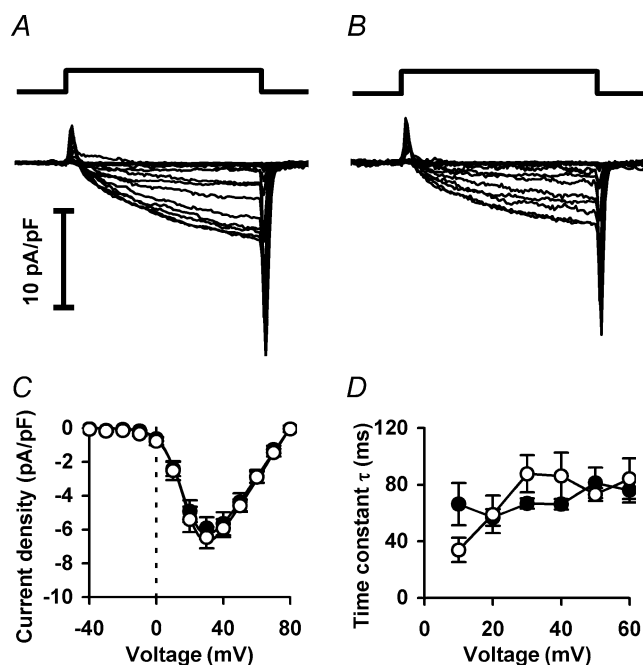 A
B
10 pA/pF
C
D
Current density (pA/pF)
0
-2
-4
-6
-8
-10
-40
0
40
80
Voltage (mV)
Time constant τ (ms)
120
80
40
0
0
20
40
60
Voltage (mV)